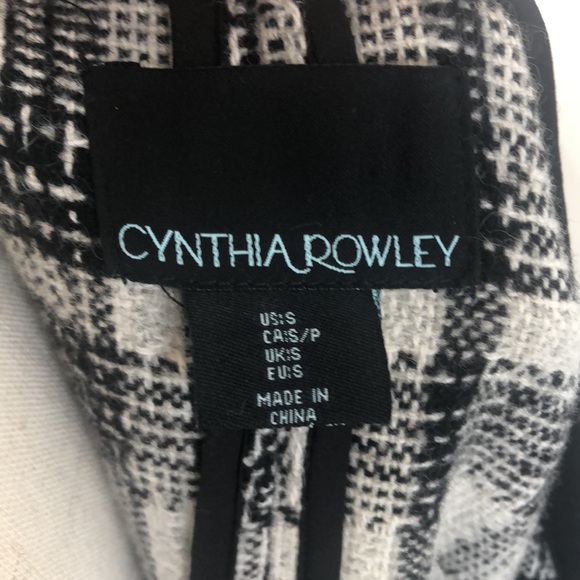 CYNTHIA ROWLEY
US:S
CA:S/P
UK:S
EU:S
MADE IN
CHINA